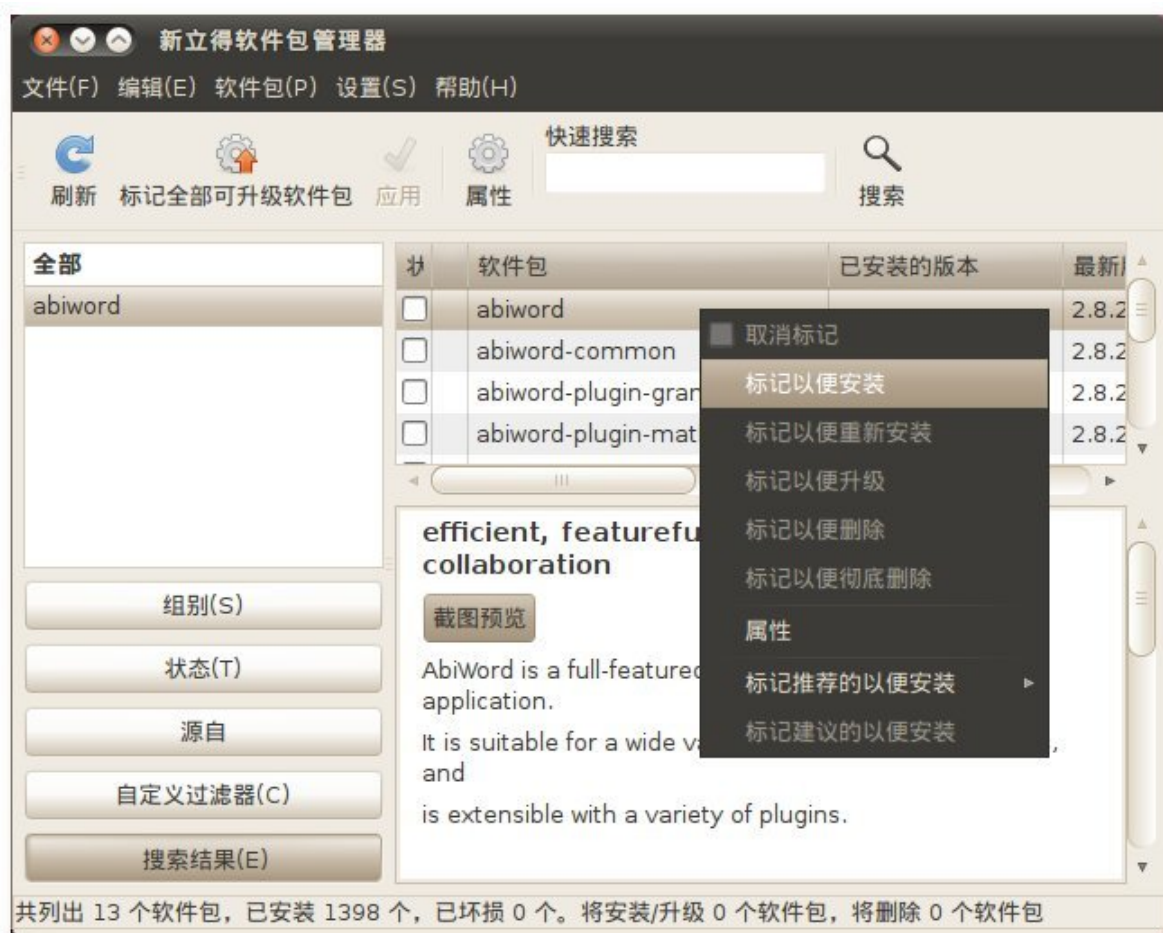 新立得软件包管理器
文件(F) 编辑(E) 软件包(P) 设置(S) 帮助(H)
快速搜索
刷新 标记全部可升级软件包 应用 属性 搜索
全部
abiword
状 软件包 已安装的版本 最新
abiword 2.8.2
abiword-common 2.8.2
abiword-plugin-gran 2.8.2
abiword-plugin-mat 2.8.2
取消标记
标记以便安装
标记以便重新安装
标记以便升级
标记以便删除
标记以便彻底删除
属性
标记推荐的以便安装
标记建议的以便安装
efficient, featurefu
collaboration
截图预览
AbiWord is a full-featured
application.
It is suitable for a wide va ,
and
is extensible with a variety of plugins.
组别(S)
状态(T)
源自
自定义过滤器(C)
搜索结果(E)
共列出 13 个软件包，已安装 1398 个，已坏损 0 个。将安装/升级 0 个软件包，将删除 0 个软件包